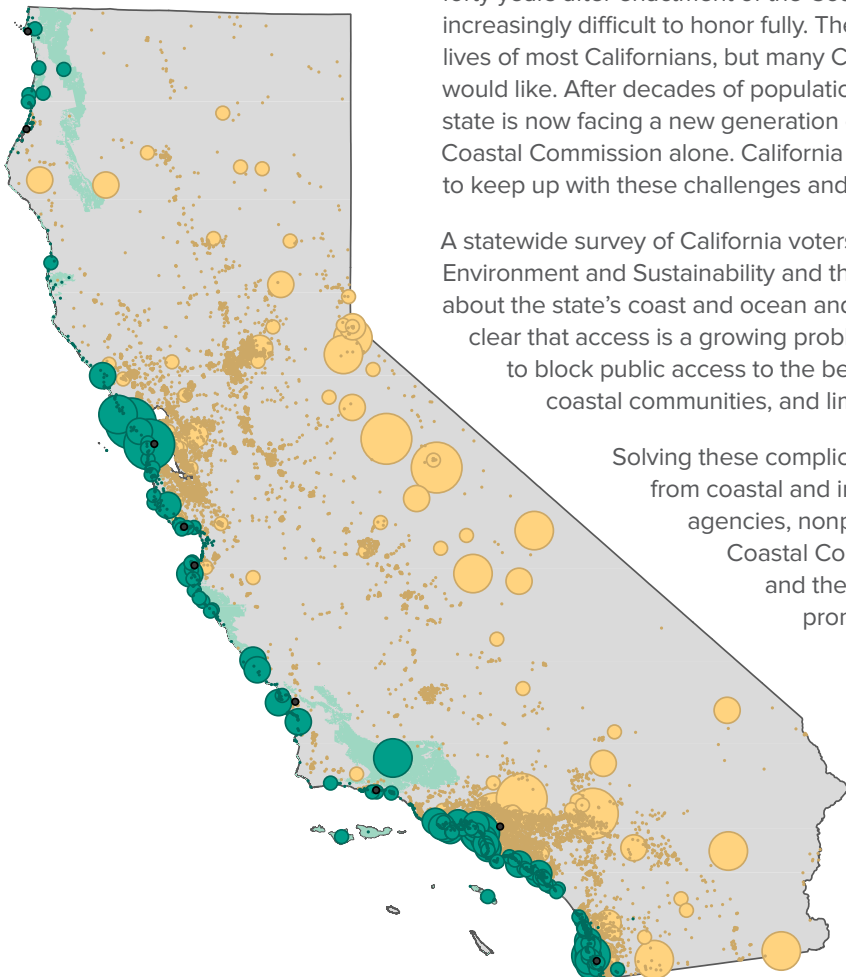 increasingly difficult to honor fully. The
lives of most Californians, but many C
would like. After decades of populatio
state is now facing a new generation
Coastal Commission alone. California
to keep up with these challenges and
A statewide survey of California voters
Environment and Sustainability and th
about the state's coast and ocean and
clear that access is a growing prob
to block public access to the be
coastal communities, and lin
Solving these complic
from coastal and in
agencies, nonp
Coastal Co
and the
pron